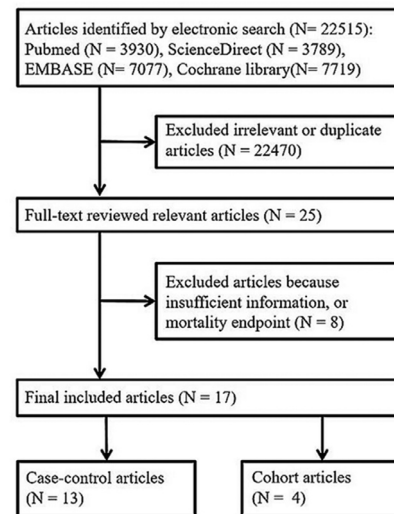 Articles identified by electronic search (N= 22515):
Pubmed (N = 3930), ScienceDirect (N = 3789),
EMBASE (N= 7077), Cochrane library(N= 7719)
Excluded irrelevant or duplicate
articles (N = 22470)
Full-text reviewed relevant articles (N = 25)
Excluded articles because
insufficient information, or
mortality endpoint (N = 8)
Final included articles (N = 17)
Case-control articles
(N = 13)
Cohort articles
(N =  4)